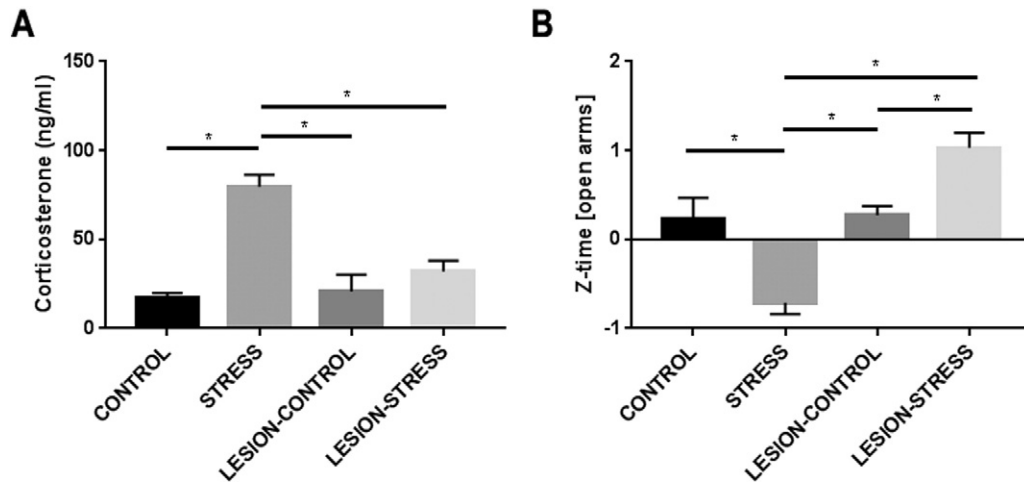 A
Corticosterone (ng/ml)
150
100
50
0
*
*
*
CONTROL
STRESS
LESION-CONTROL
LESION-STRESS
B
Z-time [open arms]
2
1
0
-1
*
*
*
*
CONTROL
STRESS
LESION-CONTROL
LESION-STRESS